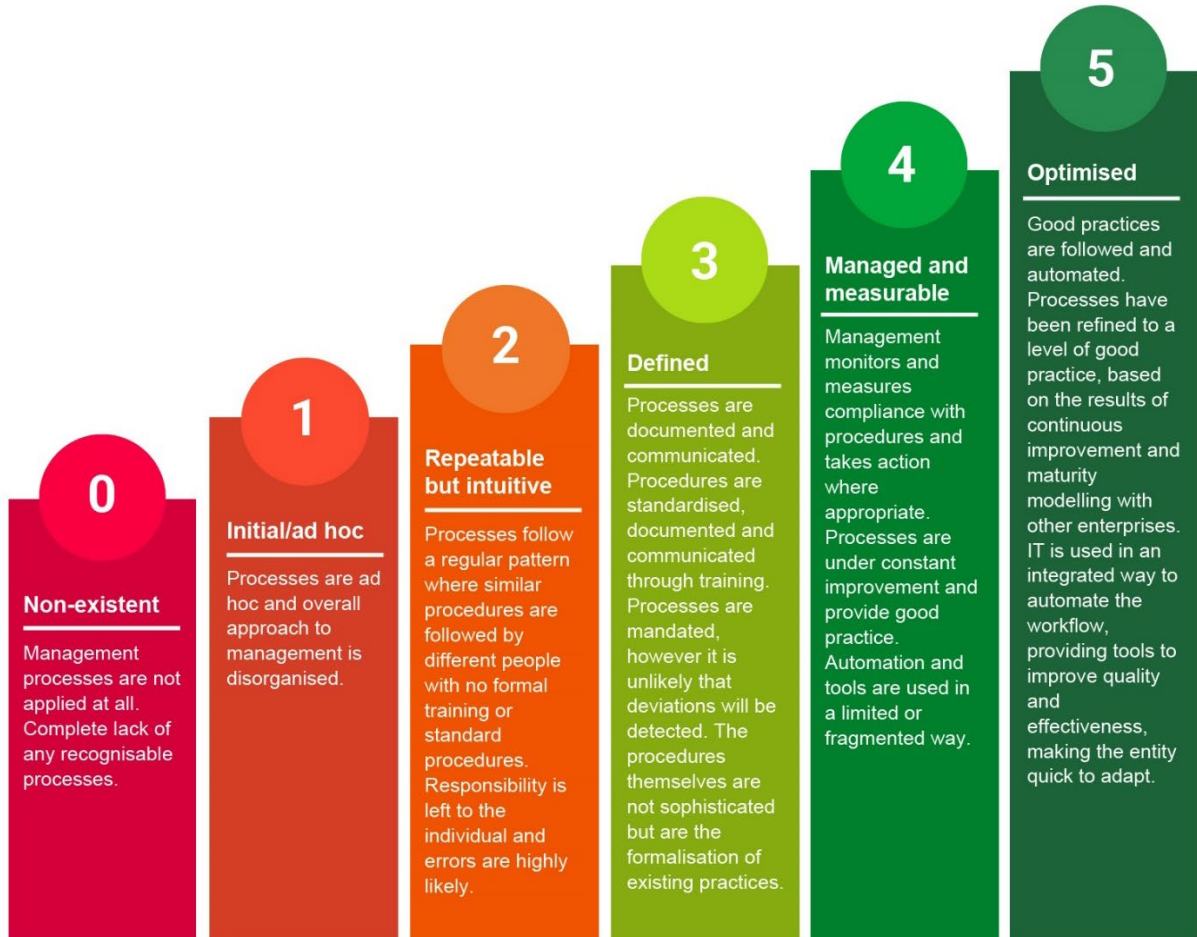 0
Non-existent
Management
processes are not
applied at all.
Complete lack of
any recognisable
processes.
1
Initial/ad hoc
Processes are ad
hoc and overall
approach to
management is
disorganised.
2
Repeatable
but intuitive
Processes follow
a regular pattern
where similar
procedures are
followed by
different people
with no formal
training or
standard
procedures.
Responsibility is
left to the
individual and
errors are highly
likely.
3
Defined
Processes are
documented and
communicated.
Procedures are
standardised,
documented and
communicated
through training.
Processes are
mandated,
however it is
unlikely that
deviations will be
detected. The
procedures
themselves are
not sophisticated
but are the
formalisation of
existing practices.
4
Managed and
measurable
Management
monitors and
measures
compliance with
procedures and
takes action
where
appropriate.
Processes are
under constant
improvement and
provide good
practice.
Automation and
tools are used in
a limited or
fragmented way.
5
Optimised
Good practices
are followed and
automated.
Processes have
been refined to a
level of good
practice, based
on the results of
continuous
improvement and
maturity
modelling with
other enterprises.
IT is used in an
integrated way to
automate the
workflow,
providing tools to
improve quality
and
effectiveness,
making the entity
quick to adapt.